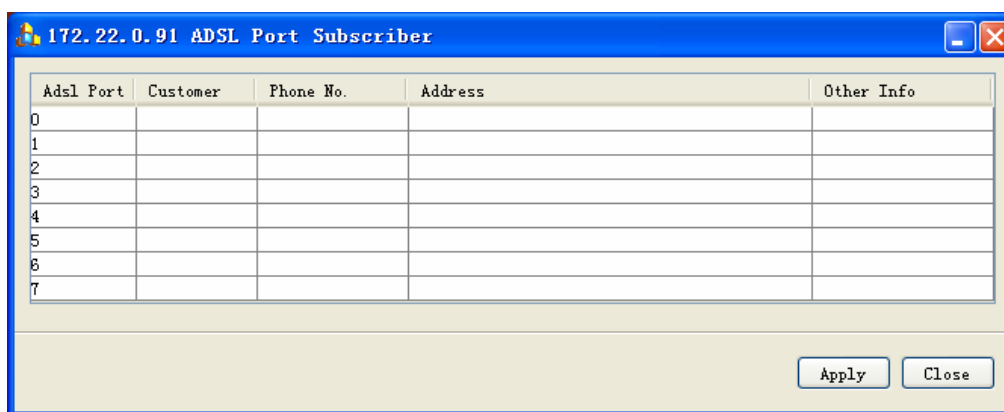 172.22.0.91 ADSL Port Subscriber
Adsl Port Customer Phone No. Address Other Info
0
1
2
3
4
5
6
7
Apply Close